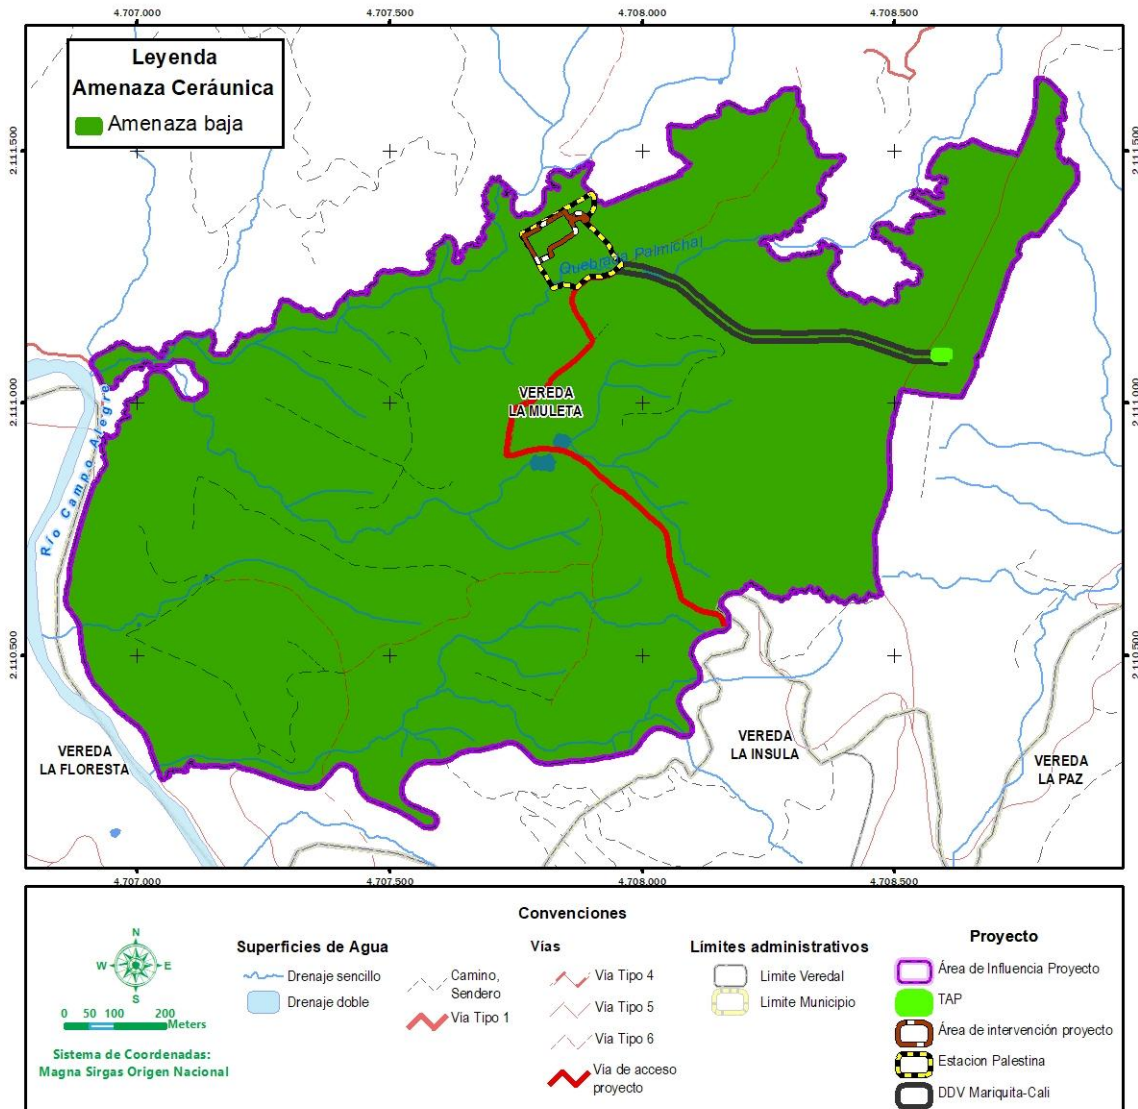 4.707.000
4.707.500
4.708.000
4.708.500
Leyenda
Amenaza Ceráunica
Amenaza baja
2.111.500
2.111.500
Quebrada Palmichal
2.111.000
2.111.000
VEREDA
LA MULETA
Río Campo Alegre
2.110.500
2.110.500
VEREDA
LA FLORESTA
VEREDA
LA INSULA
VEREDA
LA PAZ
4.707.000
4.707.500
4.708.000
4.708.500
Convenciones
N
W
E
S
0 50 100 200
Meters
Sistema de Coordenadas:
Magna Sirgas Origen Nacional
Superficies de Agua
Drenaje sencillo
Drenaje doble
Camino,
Sendero
Vía Tipo 1
Vías
Vía Tipo 4
Vía Tipo 5
Vía Tipo 6
Via de acceso
proyecto
Límites administrativos
Limite Veredal
Limite Municipio
Proyecto
Área de Influencia Proyecto
TAP
Área de intervención proyecto
Estacion Palestina
DDV Mariquita-Cali